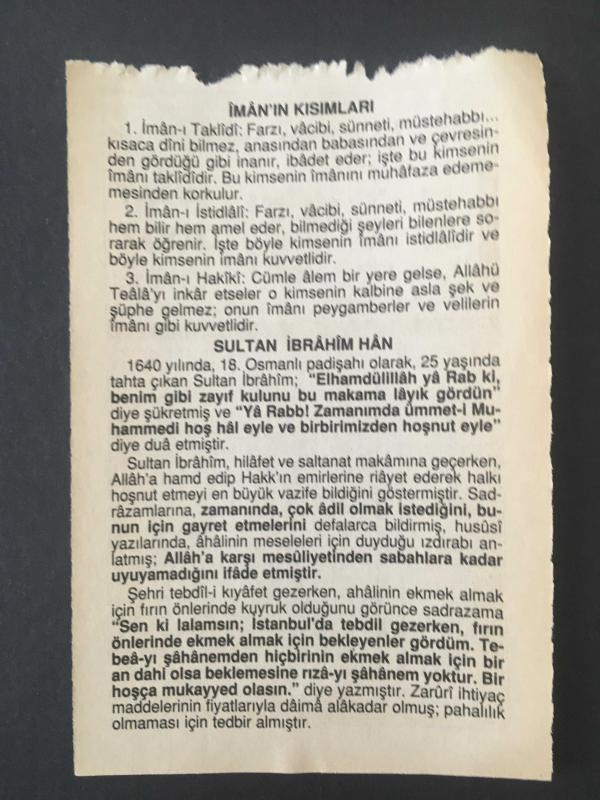 ÎMÂN'IN KISIMLARI
1. Îmân-ı Taklîdî: Farzı, vâcibi, sünneti, müstehabbı...
kısaca dîni bilmez, anasından babasından ve çevresin-
den gördüğü gibi inanır, ibâdet eder; işte bu kimsenin
îmânı taklîdîdir. Bu kimsenin îmânını muhâfaza edeme-
mesinden korkulur.
2. Îmân-ı İstidlâlî: Farzı, vâcibi, sünneti, müstehabbı
hem bilir hem amel eder, bilmediği şeyleri bilenlere so-
rarak öğrenir. İşte böyle kimsenin îmânı istidlâlîdir ve
böyle kimsenin imânı kuvvetlidir.
3. Îmân-ı Hakîkî: Cümle âlem bir yere gelse, Allâhü
Teâlâ'yı inkâr etseler o kimsenin kalbine asla şek ve
şüphe gelmez; onun îmânı peygamberler ve velilerin
îmânı gibi kuvvetlidir.
SULTAN İBRÂHÎM HÂN
1640 yılında, 18. Osmanlı padişahı olarak, 25 yaşında
tahta çıkan Sultan İbrâhîm; "Elhamdülillâh yâ Rab ki,
benim gibi zayıf kulunu bu makama lâyık gördün"
diye şükretmiş ve "Yâ Rabb! Zamanımda ümmet-i Mu-
hammedi hoş hâl eyle ve birbirimizden hoşnut eyle"
diye duâ etmiştir.
Sultan İbrâhîm, hilâfet ve saltanat makâmına geçerken,
Allâh'a hamd edip Hakk'ın emirlerine riâyet ederek halkı
hoşnut etmeyi en büyük vazife bildiğini göstermiştir. Sad-
râzamlarına, zamanında, çok âdil olmak istediğini, bu-
nun için gayret etmelerini defalarca bildirmiş, husûsî
yazılarında, âhâlinin meseleleri için duyduğu ızdırabı an-
latmış; Allâh'a karşı mesûliyetinden sabahlara kadar
uyuyamadığını ifâde etmiştir.
Şehri tebdîl-i kıyâfet gezerken, ahâlinin ekmek almak
için fırın önlerinde kuyruk olduğunu görünce sadrazama
"Sen ki lalamsın; İstanbul'da tebdil gezerken, fırın
önlerinde ekmek almak için bekleyenler gördüm. Te-
beâ-yı şâhânemden hiçbirinin ekmek almak için bir
an dahi olsa beklemesine rızâ-yı şâhânem yoktur. Bir
hoşça mukayyed olasın." diye yazmıştır. Zarûrî ihtiyaç
maddelerinin fiyatlarıyla dâimâ alâkadar olmuş; pahalılık
olmaması için tedbir almıştır.